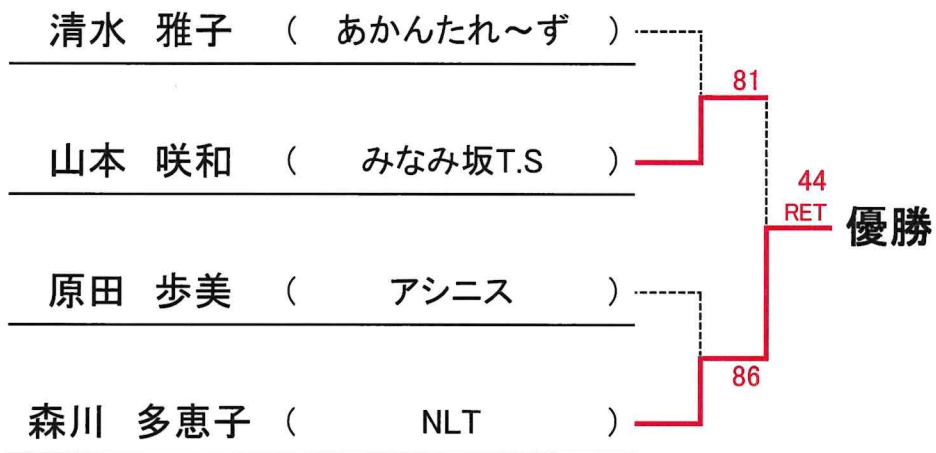 清水 雅子 ( あかんたれ～ず )
81
山本 咲和 ( みなみ坂T.S )
44
RET
優勝
原田 歩美 ( アシニス )
86
森川 多恵子 ( NLT )